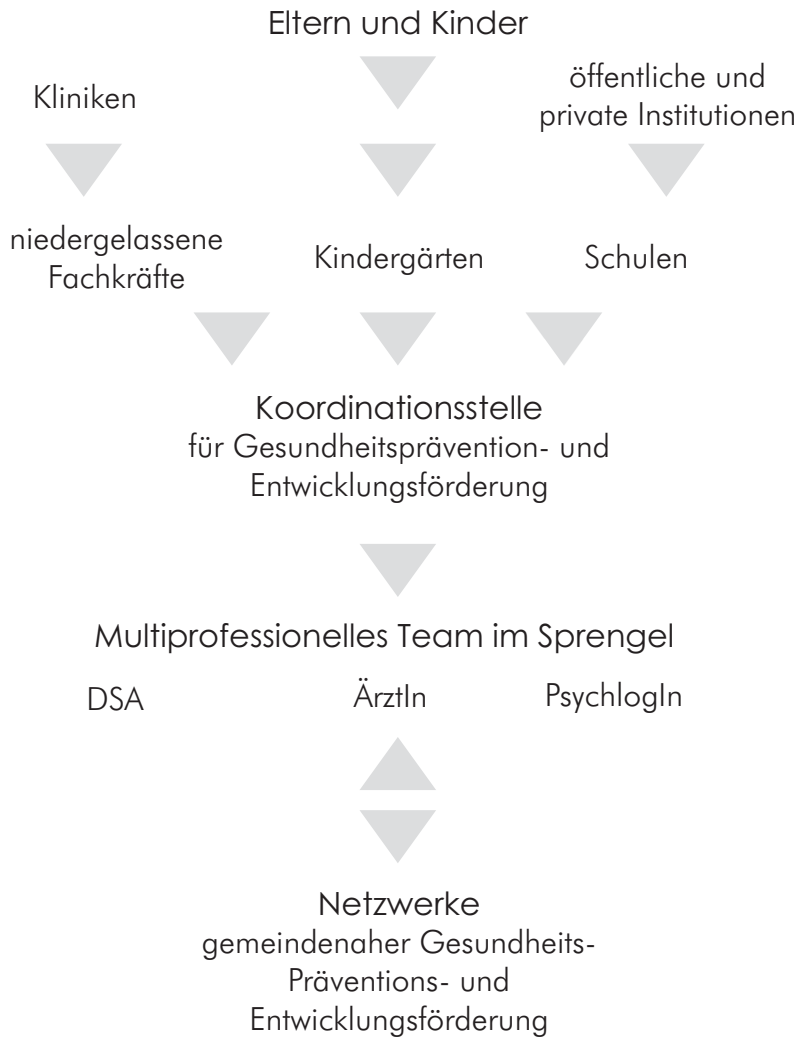 Eltern und Kinder
Kliniken
öffentliche und
private Institutionen
niedergelassene
Fachkräfte
Kindergärten
Schulen
Koordinationsstelle
für Gesundheitsprävention- und
Entwicklungsförderung
Multiprofessionelles Team im Sprengel
DSA
ÄrztIn
PsychlogIn
Netzwerke
gemeindenaher Gesundheits-
Präventions- und
Entwicklungsförderung